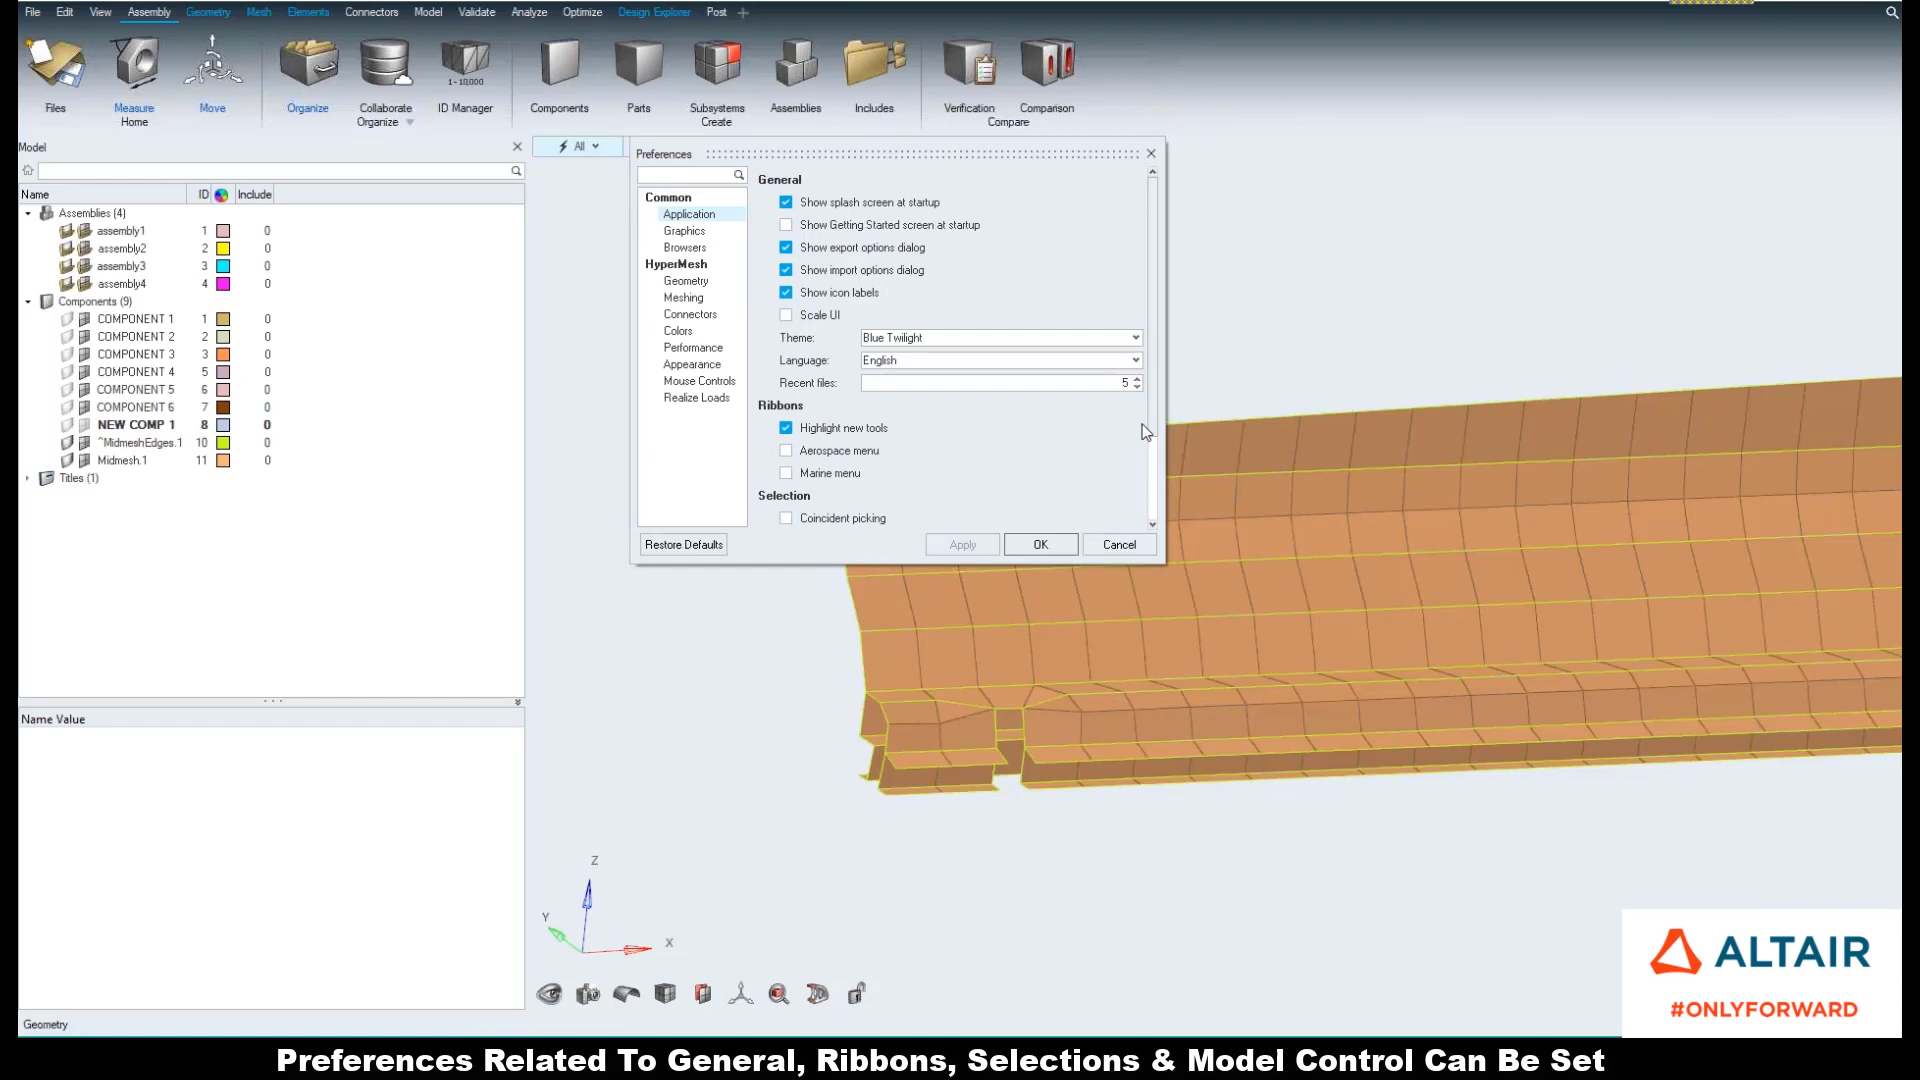 File Edit View Assembly Geometry Mesh Elements Connectors Model Validate Analyze Optimize Design Explorer Post
1 - 10,000
Files Measure Move Organize Collaborate ID Manager Components Parts Subsystems Assemblies Includes Verification Comparison
Home Organize Create Compare
Model
All
Name ID Include
Assemblies (4)
assembly1 1 0
assembly2 2 0
assembly3 3 0
assembly4 4 0
Components (9)
COMPONENT 1 1 0
COMPONENT 2 2 0
COMPONENT 3 3 0
COMPONENT 4 5 0
COMPONENT 5 6 0
COMPONENT 6 7 0
NEW COMP 1 8 0
^MidmeshEdges.1 10 0
Midmesh.1 11 0
Titles (1)
Name Value
Geometry
Preferences
Common
Application
Graphics
Browsers
HyperMesh
Geometry
Meshing
Connectors
Colors
Performance
Appearance
Mouse Controls
Realize Loads
General
Show splash screen at startup
Show Getting Started screen at startup
Show export options dialog
Show import options dialog
Show icon labels
Scale UI
Theme: Blue Twilight
Language: English
Recent files: 5
Ribbons
Highlight new tools
Aerospace menu
Marine menu
Selection
Coincident picking
Restore Defaults Apply OK Cancel
Z
Y
X
ALTAIR
#ONLYFORWARD
Preferences Related To General, Ribbons, Selections & Model Control Can Be Set